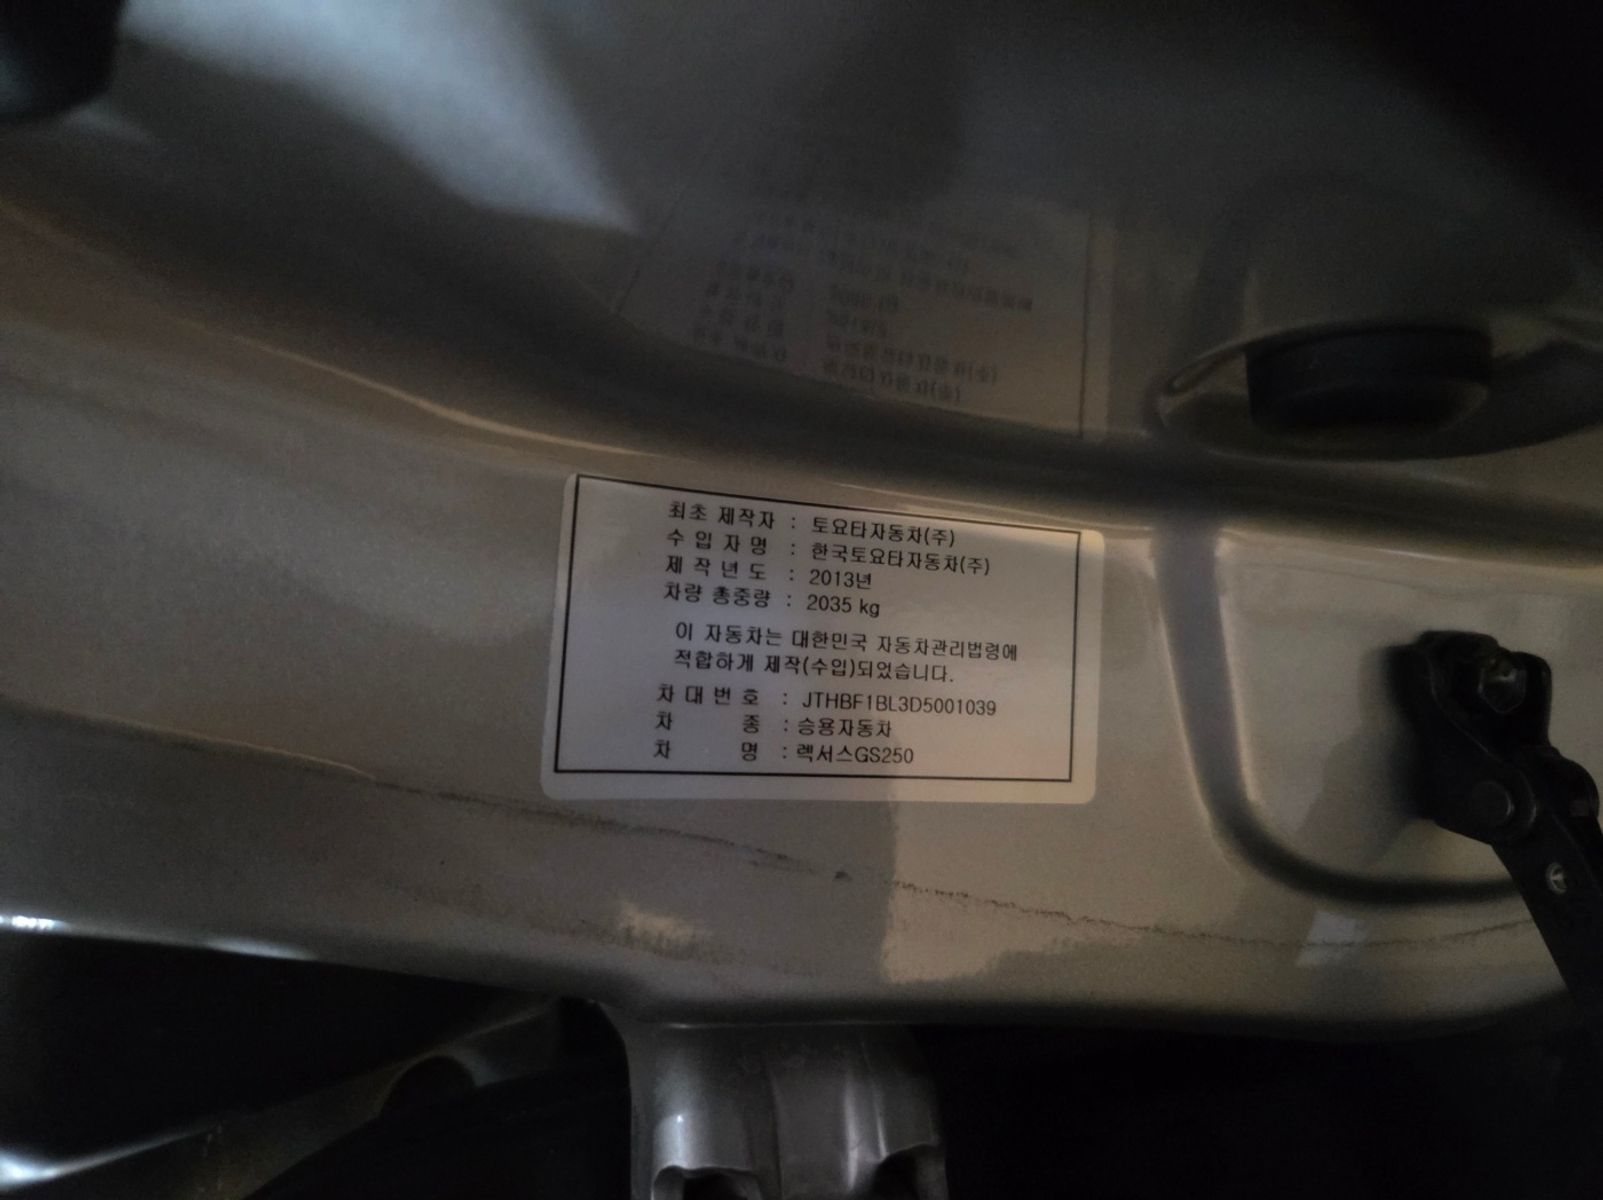 최초 제작자 : 토요타자동차(주)
수 입 자 명 : 한국토요타자동차(주)
제 작 년 도 : 2013년
차량 총중량 : 2035 kg
이 자동차는 대한민국 자동차관리법령에
적합하게 제작(수입)되었습니다.
차 대 번 호 : JTHBF1BL3D5001039
차 종 : 승용자동차
차 명 : 렉서스GS250